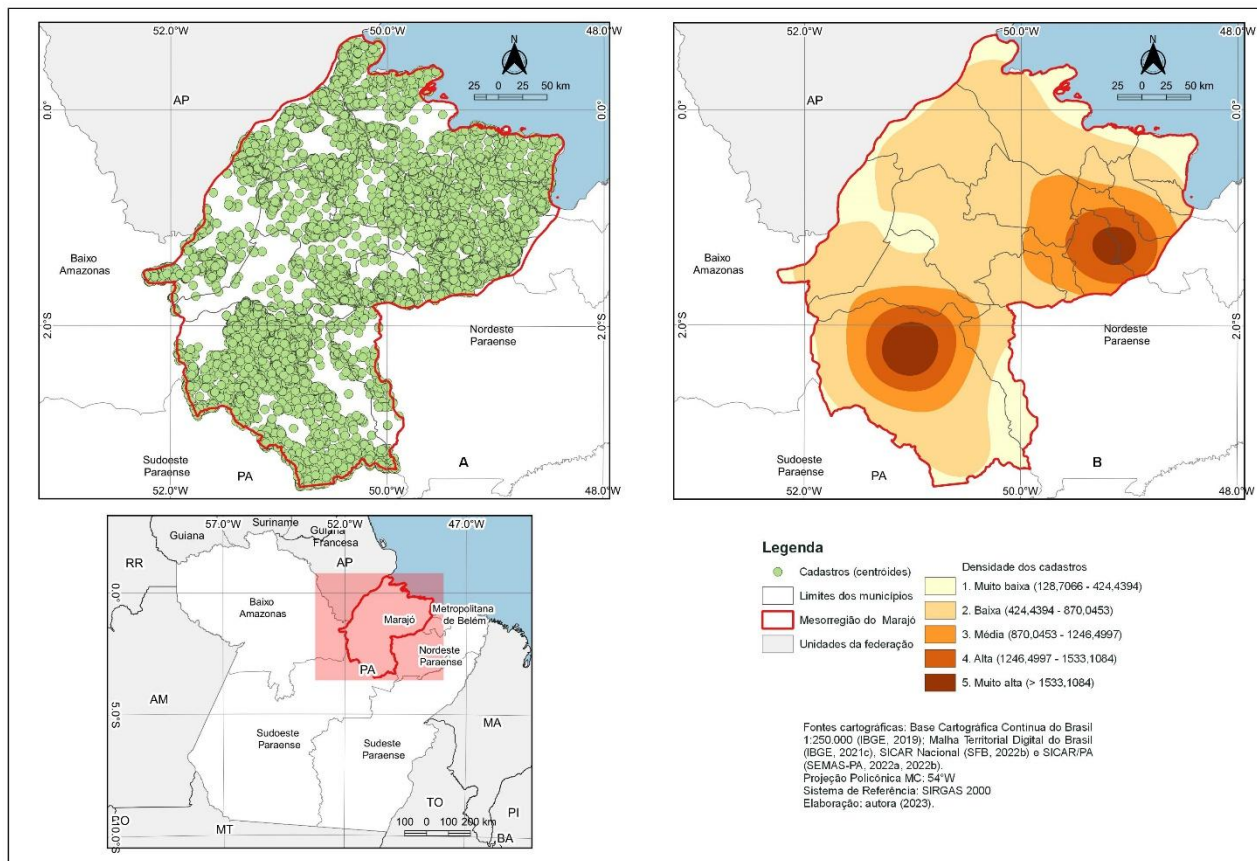 52.0°W
50.0°W
48.0°W
N
25 0 25 50 km
AP
0.0°
0.0°
Baixo
Amazonas
2.0°S
2.0°S
Nordeste
Paraense
Sudoeste
Paraense
PA
A
52.0°W
50.0°W
48.0°W
52.0°W
50.0°W
48.0°W
N
25 0 25 50 km
AP
0.0°
0.0°
Baixo
Amazonas
2.0°S
2.0°S
Nordeste
Paraense
Sudoeste
Paraense
PA
B
52.0°W
50.0°W
48.0°W
57.0°W
52.0°W
47.0°W
Suriname
Guiana
Guiana
Francesa
RR
AP
0.0°
Baixo
Amazonas
Marajó
Metropolitana
de Belém
Nordeste
Paraense
PA
AM
5.0°S
MA
Sudoeste
Paraense
Sudeste
Paraense
TO
PI
RO
MT
BA
10.0°S
100 0 100 200 km
Legenda
Cadastros (centróides)
Limites dos municípios
Mesorregião do Marajó
Unidades da federação
Densidade dos cadastros
1. Muito baixa (128,7066 - 424,4394)
2. Baixa (424,4394 - 870,0453)
3. Média (870,0453 - 1246,4997)
4. Alta (1246,4997 - 1533,1084)
5. Muito alta (> 1533,1084)
Fontes cartográficas: Base Cartográfica Contínua do Brasil
1:250.000 (IBGE, 2019); Malha Territorial Digital do Brasil
(IBGE, 2021c), SICAR Nacional (SFB, 2022b) e SICAR/PA
(SEMAS-PA, 2022a, 2022b).
Projeção Policônica MC: 54°W
Sistema de Referência: SIRGAS 2000
Elaboração: autora (2023).